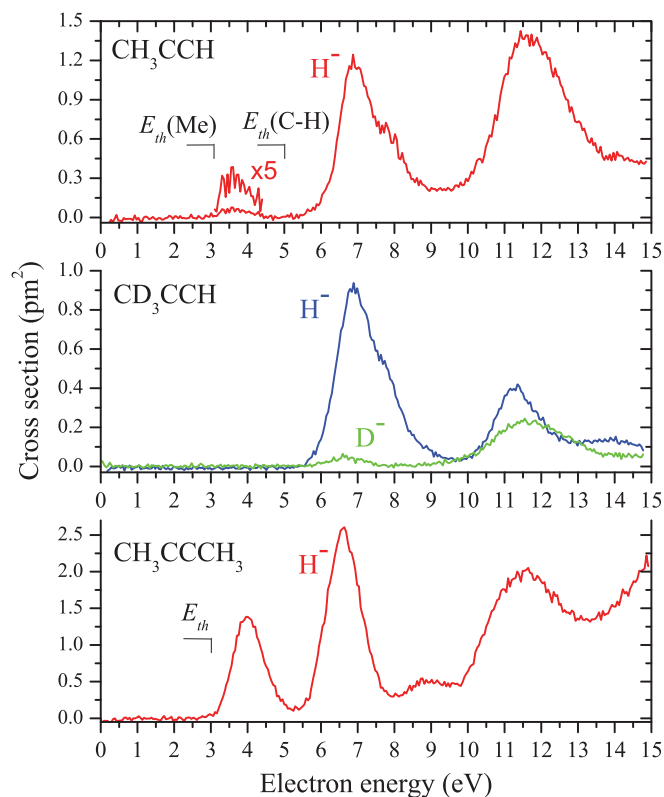 1.5
CH₃CCH
H⁻
1.2
0.9
E_th(Me)
E_th(C-H)
0.6
x5
0.3
0.0
0 1 2 3 4 5 6 7 8 9 10 11 12 13 14 15
1.0
CD₃CCH
H⁻
0.8
0.6
0.4
D⁻
0.2
0.0
0 1 2 3 4 5 6 7 8 9 10 11 12 13 14 15
Cross section (pm²)
CH₃CCCH₃
H⁻
2.5
2.0
E_th
1.5
1.0
0.5
0.0
0 1 2 3 4 5 6 7 8 9 10 11 12 13 14 15
Electron energy (eV)